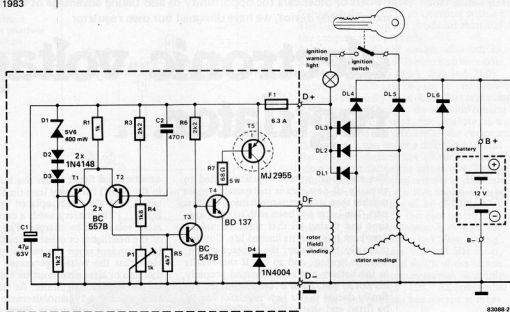 1983
ignition
warning
light
ignition
switch
D+
F1
6.3 A
DL4
DL5
DL6
D1
5V6
400 mW
R1
1k
R3
2k2
C2
470 n
R6
2k2
T5
MJ 2955
DL3
DL2
DL1
D2
2x
1N4148
D3
T1
T2
2x
BC
557B
R7
68Ω
5 W
T4
BD 137
R4
1k8
T3
BC
547B
C1
47µ
63V
R2
1k2
P1
1k
R5
4k7
D4
1N4004
DF
rotor
(field)
winding
D−
stator windings
car battery
B+
12 V
B−
83088-2